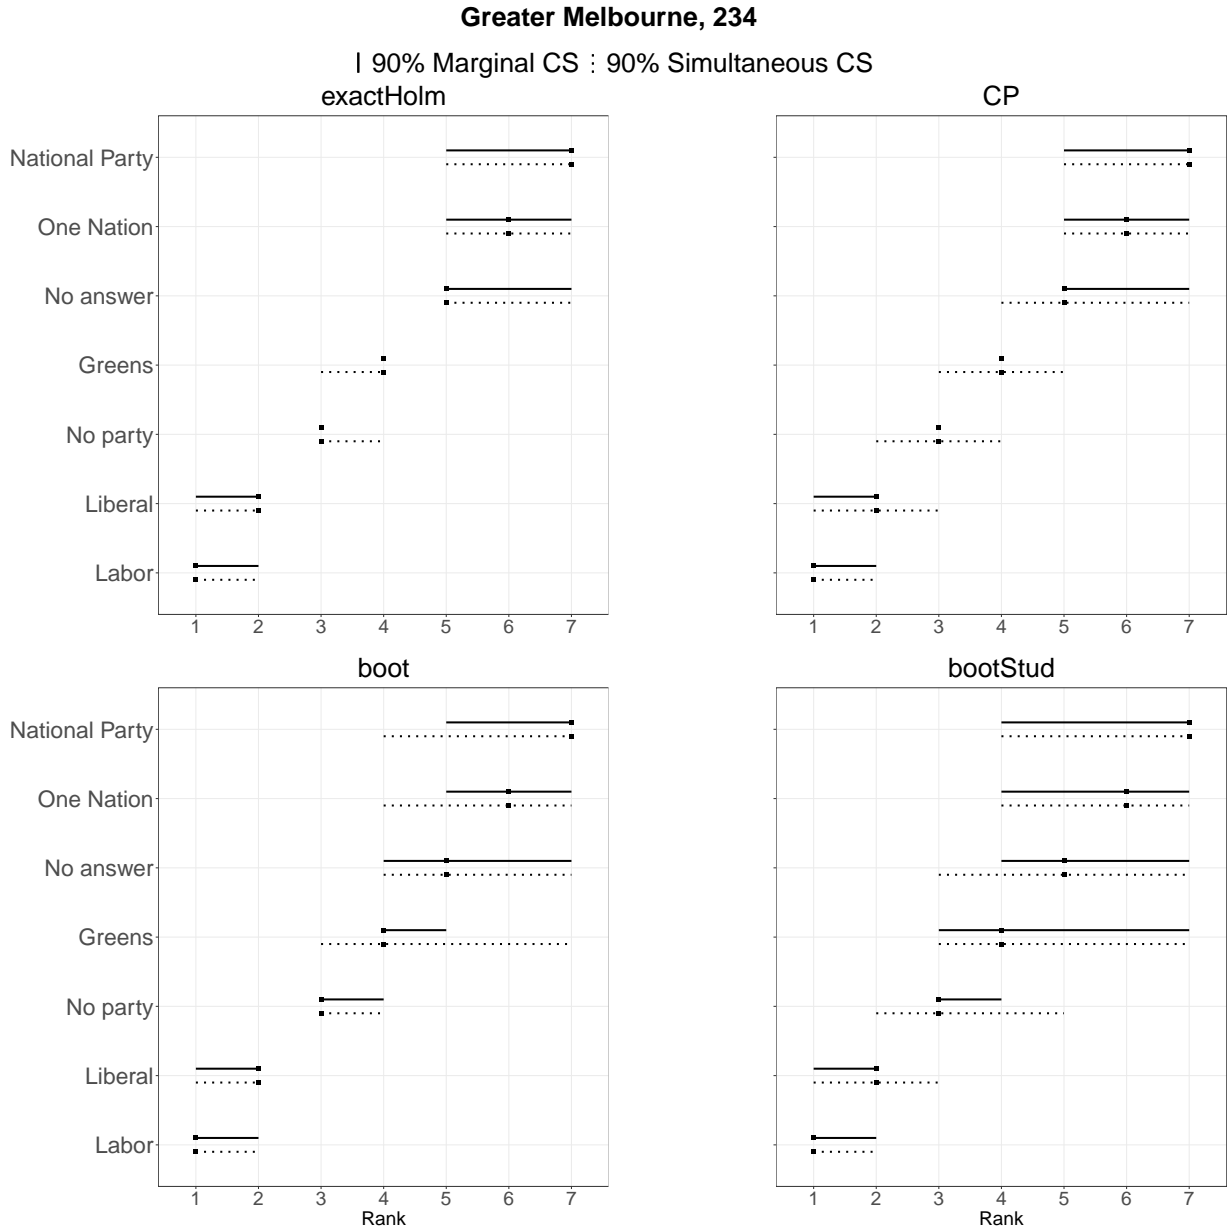 Greater Melbourne, 234
90% Marginal CS 90% Simultaneous CS
exactHolm
National Party
One Nation
No answer
Greens
No party
Liberal
Labor
1 2 3 4 5 6 7
CP
1 2 3 4 5 6 7
boot
National Party
One Nation
No answer
Greens
No party
Liberal
Labor
1 2 3 4 5 6 7
Rank
bootStud
1 2 3 4 5 6 7
Rank